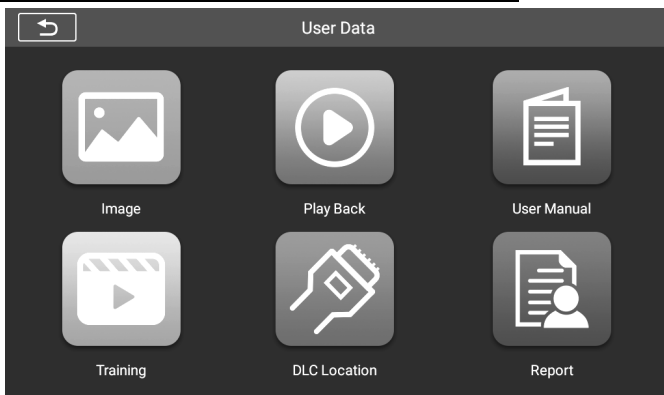 User Data
Image
Play Back
User Manual
Training
DLC Location
Report